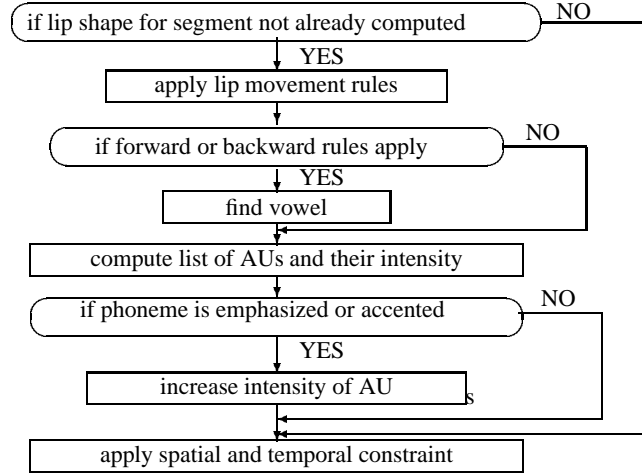 if lip shape for segment not already computed
NO
YES
apply lip movement rules
if forward or backward rules apply
NO
YES
find vowel
compute list of AUs and their intensity
if phoneme is emphasized or accented
NO
YES
increase intensity of AU
s
apply spatial and temporal constraint